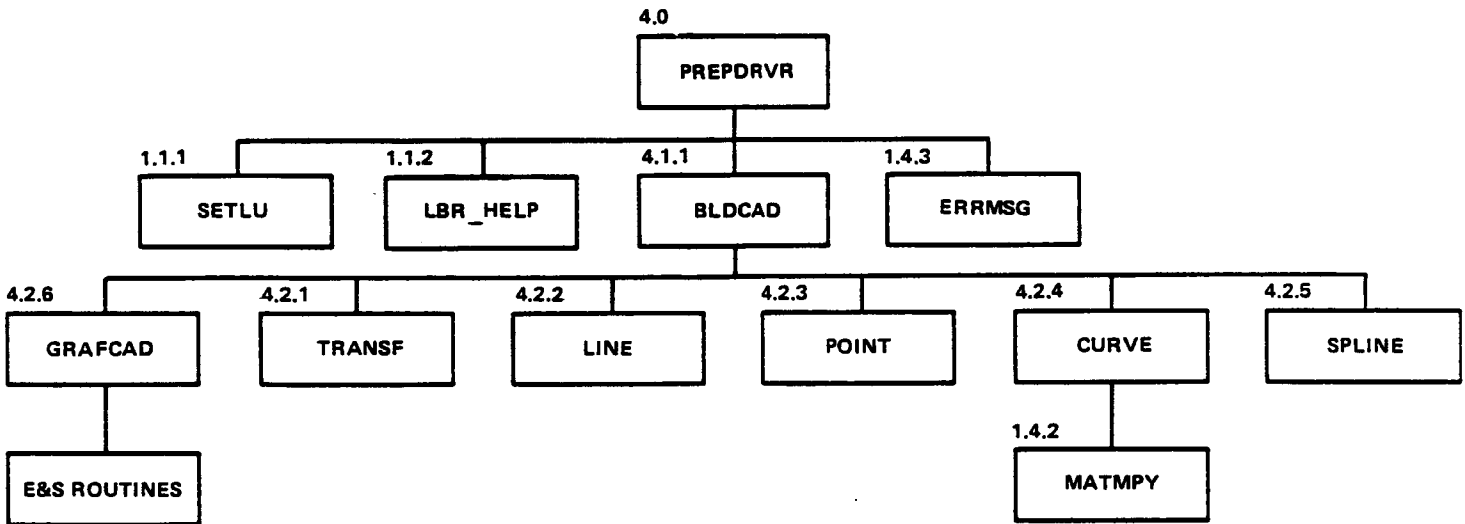 4.0
PREPDRVR
1.1.1
SETLU
1.1.2
LBR_HELP
4.1.1
BLDCAD
1.4.3
ERRMSG
4.2.6
GRAFCAD
4.2.1
TRANSF
4.2.2
LINE
4.2.3
POINT
4.2.4
CURVE
4.2.5
SPLINE
E&S ROUTINES
1.4.2
MATMPY